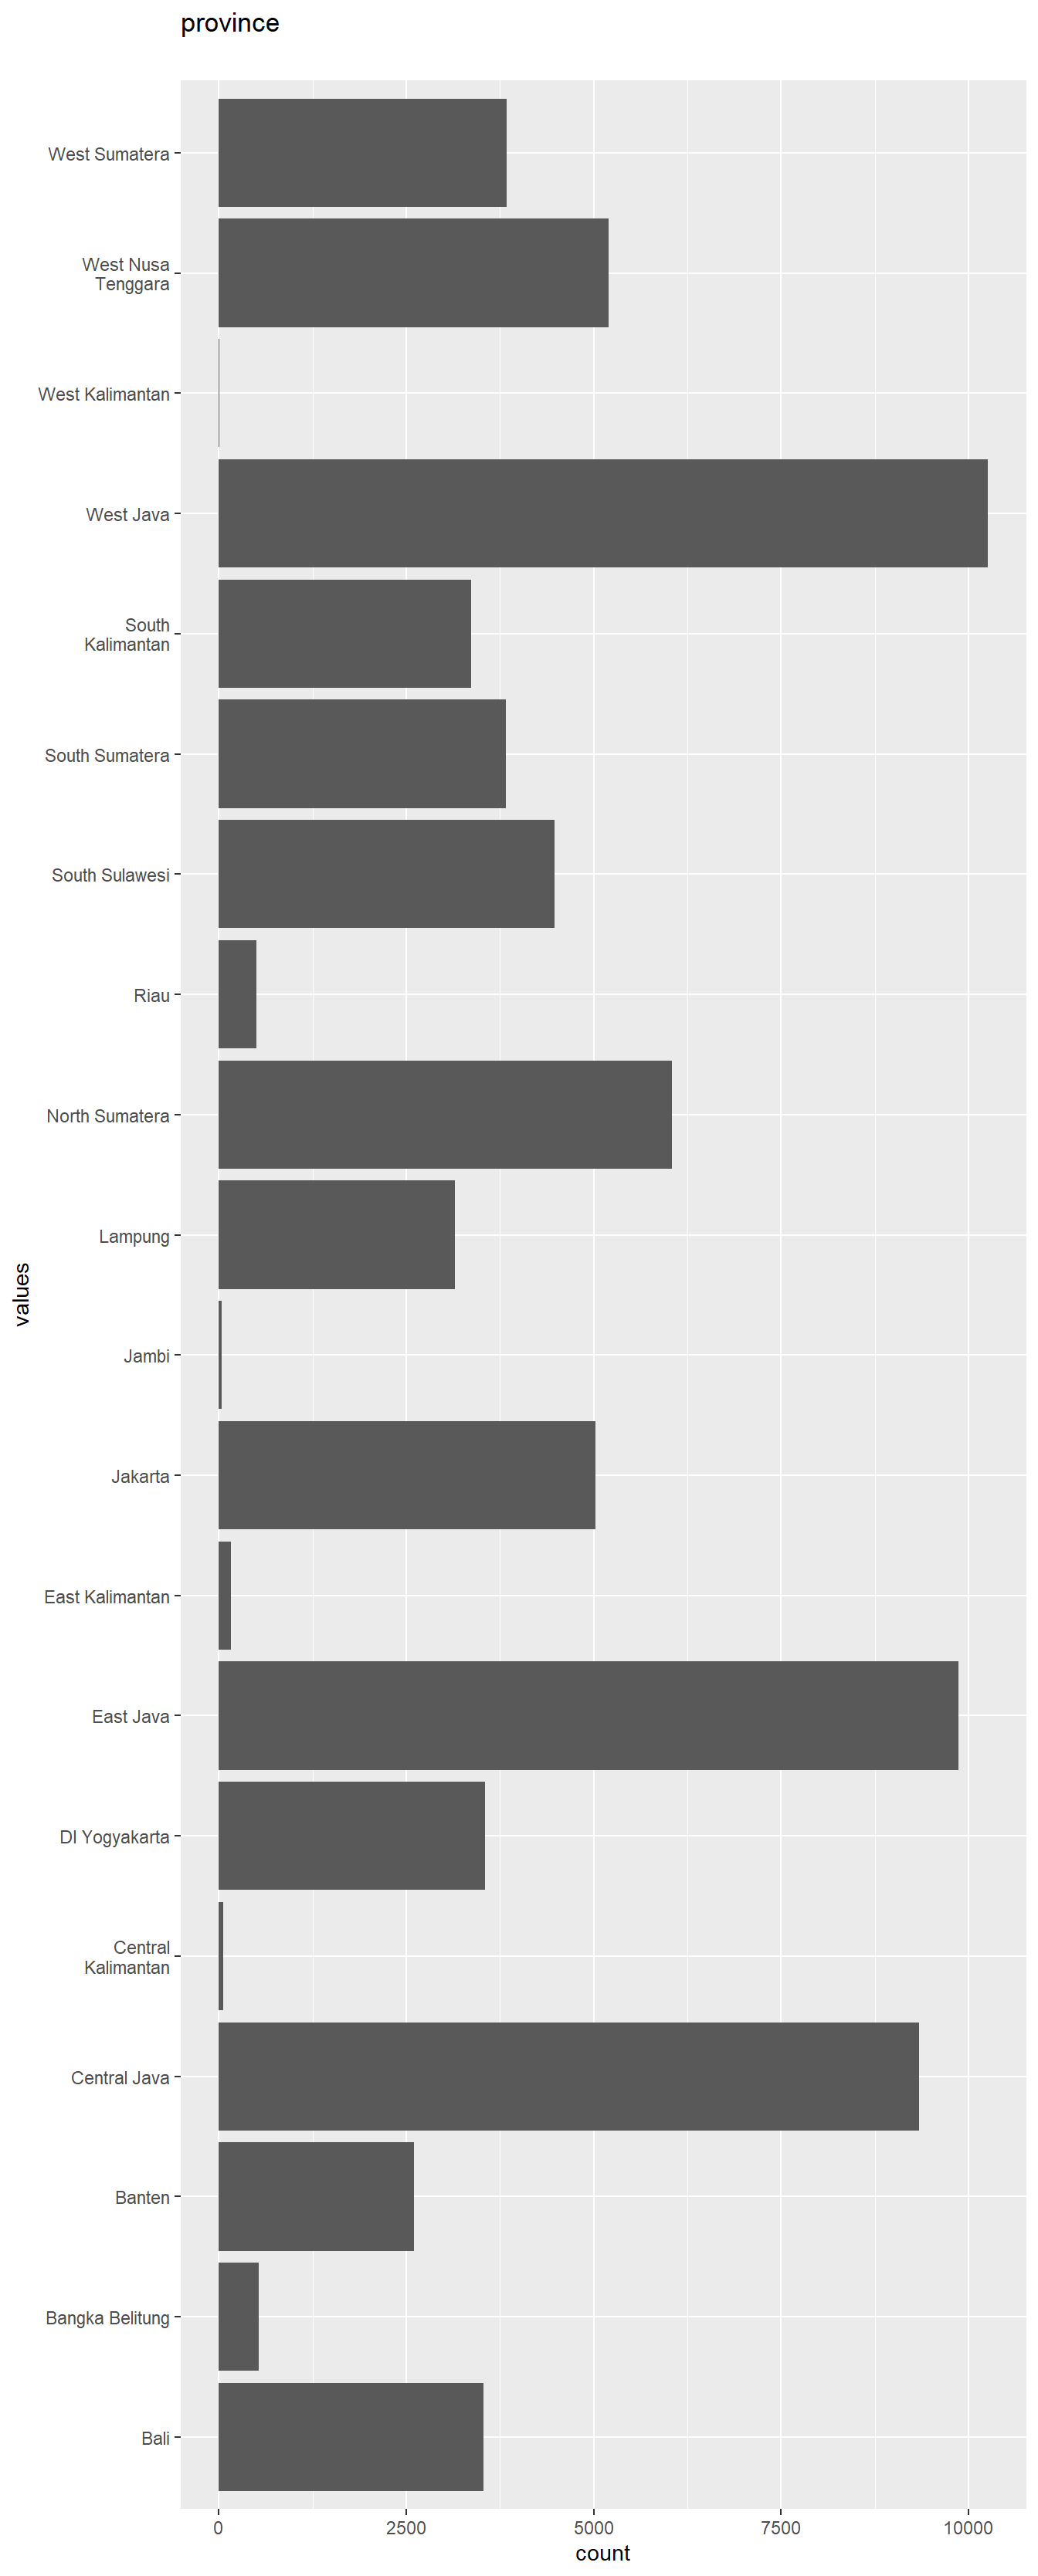 province
West Sumatera
West Nusa
Tenggara
West Kalimantan
West Java
South
Kalimantan
South Sumatera
South Sulawesi
Riau
North Sumatera
Lampung
Jambi
Jakarta
East Kalimantan
East Java
DI Yogyakarta
Central
Kalimantan
Central Java
Banten
Bangka Belitung
Bali
values
0 2500 5000 7500 10000
count